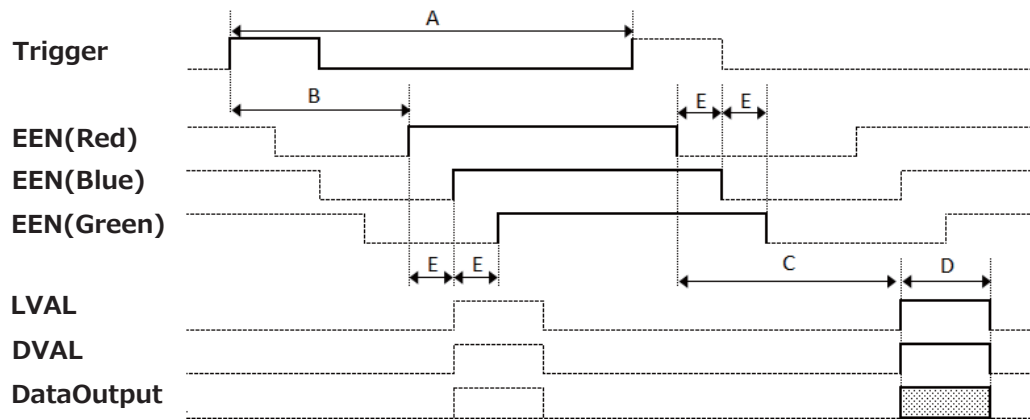 A
Trigger
B
E E
EEN(Red)
EEN(Blue)
EEN(Green)
E E
C D
LVAL
DVAL
DataOutput